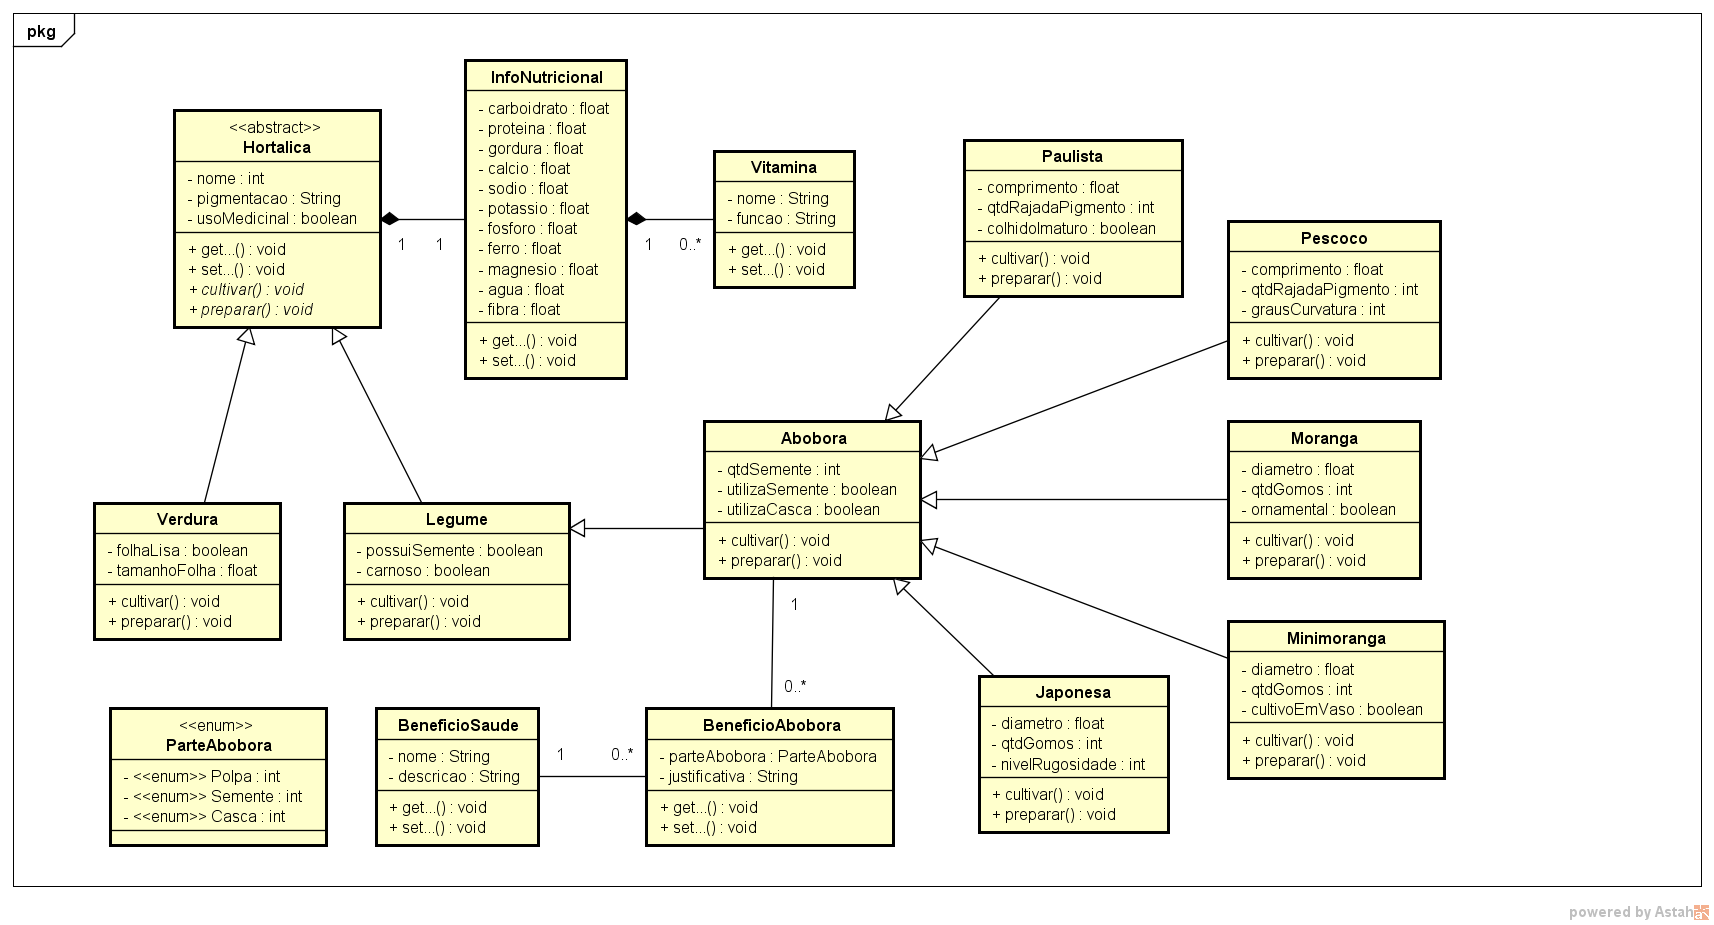 pkg
<<abstract>>
Hortalica
- nome : int
- pigmentacao : String
- usoMedicinal : boolean
+ get...() : void
+ set...() : void
+ cultivar() : void
+ preparar() : void
1
1
InfoNutricional
- carboidrato : float
- proteina : float
- gordura : float
- calcio : float
- sodio : float
- potassio : float
- fosforo : float
- ferro : float
- magnesio : float
- agua : float
- fibra : float
+ get...() : void
+ set...() : void
1
0..*
Vitamina
- nome : String
- funcao : String
+ get...() : void
+ set...() : void
Paulista
- comprimento : float
- qtdRajadaPigmento : int
- colhidoImaturo : boolean
+ cultivar() : void
+ preparar() : void
Pescoco
- comprimento : float
- qtdRajadaPigmento : int
- grausCurvatura : int
+ cultivar() : void
+ preparar() : void
Verdura
- folhaLisa : boolean
- tamanhoFolha : float
+ cultivar() : void
+ preparar() : void
Legume
- possuiSemente : boolean
- carnoso : boolean
+ cultivar() : void
+ preparar() : void
Abobora
- qtdSemente : int
- utilizaSemente : boolean
- utilizaCasca : boolean
+ cultivar() : void
+ preparar() : void
Moranga
- diametro : float
- qtdGomos : int
- ornamental : boolean
+ cultivar() : void
+ preparar() : void
1
0..*
Minimoranga
- diametro : float
- qtdGomos : int
- cultivoEmVaso : boolean
+ cultivar() : void
+ preparar() : void
<<enum>>
ParteAbobora
- <<enum>> Polpa : int
- <<enum>> Semente : int
- <<enum>> Casca : int
BeneficioSaude
- nome : String
- descricao : String
+ get...() : void
+ set...() : void
1
0..*
BeneficioAbobora
- parteAbobora : ParteAbobora
- justificativa : String
+ get...() : void
+ set...() : void
Japonesa
- diametro : float
- qtdGomos : int
- nivelRugosidade : int
+ cultivar() : void
+ preparar() : void
powered by Astah